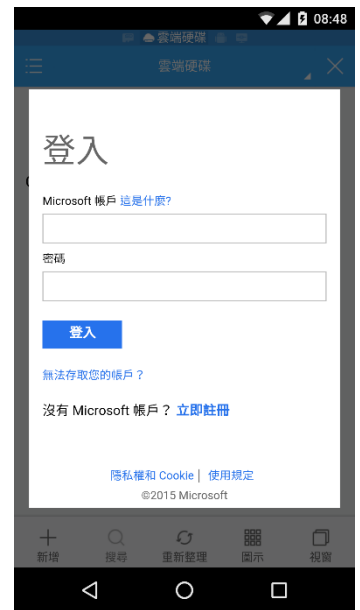 08:48
雲端硬碟
雲端硬碟
登入
Microsoft 帳戶 這是什麼?
密碼
登入
無法存取您的帳戶？
沒有 Microsoft 帳戶？ 立即註冊
隱私權和 Cookie | 使用規定
©2015 Microsoft
新增 搜尋 重新整理 圖示 視窗